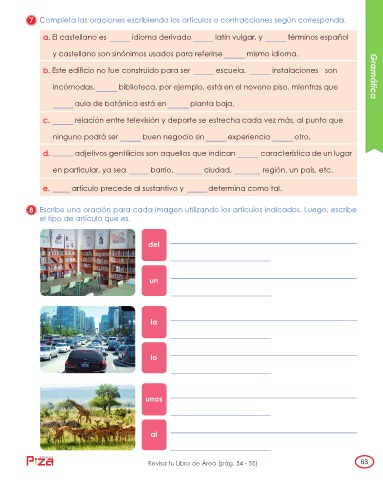 7 Completa las oraciones escribiendo los artículos o contracciones según corresponda.
a. El castellano es _____ idioma derivado _____ latín vulgar, y _____ términos español
y castellano son sinónimos usados para referirse _____ mismo idioma.
b. Este edificio no fue construido para ser _____ escuela. _____ instalaciones son
incómodas. _____ biblioteca, por ejemplo, está en el noveno piso, mientras que
_____ aula de botánica está en _____ planta baja.
c. _____ relación entre televisión y deporte se estrecha cada vez más, al punto que
ninguno podrá ser _____ buen negocio sin _____ experiencia _____ otro.
d. _____ adjetivos gentilicios son aquellos que indican _____ característica de un lugar
en particular, ya sea _____ barrio, _____ ciudad, _____ región, un país, etc.
e. _____ artículo precede al sustantivo y _____ determina como tal.
Gramática
8 Escribe una oración para cada imagen utilizando los artículos indicados. Luego, escribe
el tipo de artículo que es.
del
un
la
lo
unas
al
Revisa tu Libro de Área (pág. 54 - 55)
63